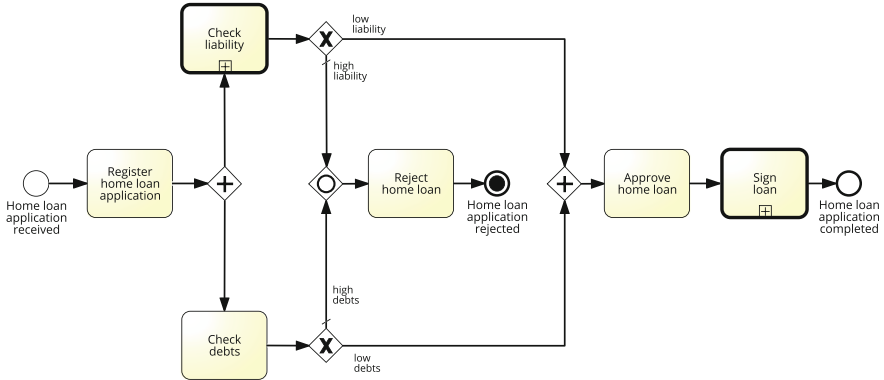 Check
liability
low
liability
high
liability
Home loan
application
received
Register
home loan
application
Reject
home loan
Home loan
application
rejected
Approve
home loan
Sign
loan
Home loan
application
completed
high
debts
Check
debts
low
debts